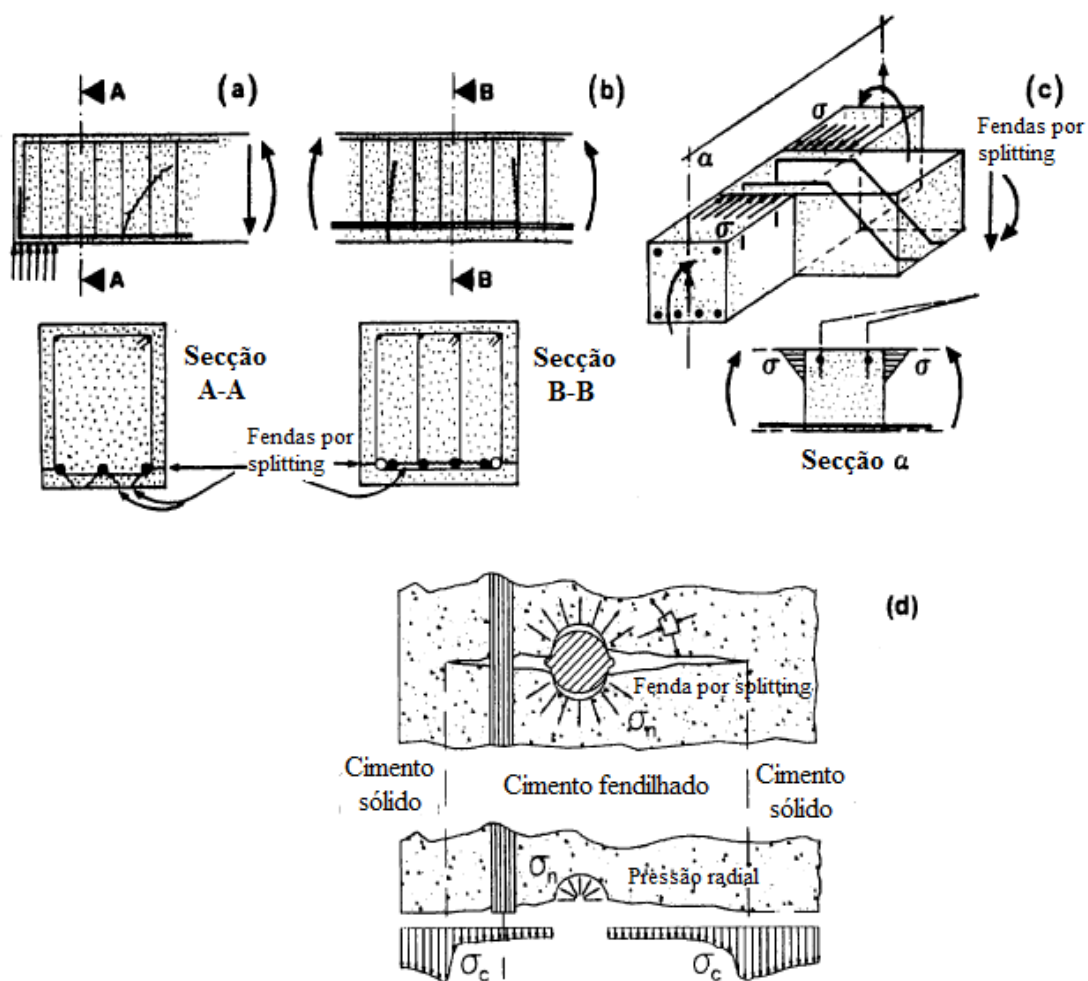 A
(a)
B
(b)
(c)
σ
Fendas por
splitting
α
σ
A
B
Secção
A-A
Secção
B-B
σ
σ
Fendas por
splitting
Secção α
(d)
Fenda por splitting
σn
Cimento
sólido
Cimento fendilhado
Cimento
sólido
σn
Pressão radial
σc
σc